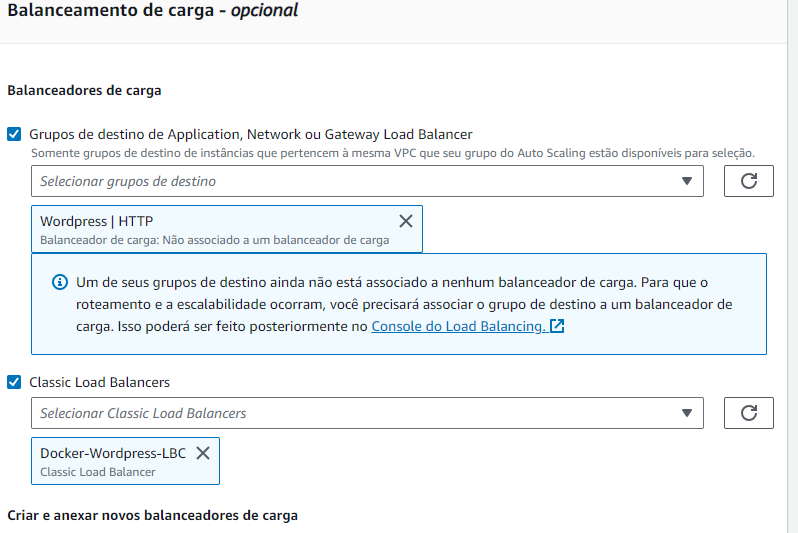 Balanceamento de carga - opcional
Balanceadores de carga
Grupos de destino de Application, Network ou Gateway Load Balancer
Somente grupos de destino de instâncias que pertencem à mesma VPC que seu grupo do Auto Scaling estão disponíveis para seleção.
Selecionar grupos de destino
Wordpress | HTTP
Balanceador de carga: Não associado a um balanceador de carga
Um de seus grupos de destino ainda não está associado a nenhum balanceador de carga. Para que o
roteamento e a escalabilidade ocorram, você precisará associar o grupo de destino a um balanceador de
carga. Isso poderá ser feito posteriormente no Console do Load Balancing.
Classic Load Balancers
Selecionar Classic Load Balancers
Docker-Wordpress-LBC
Classic Load Balancer
Criar e anexar novos balanceadores de carga